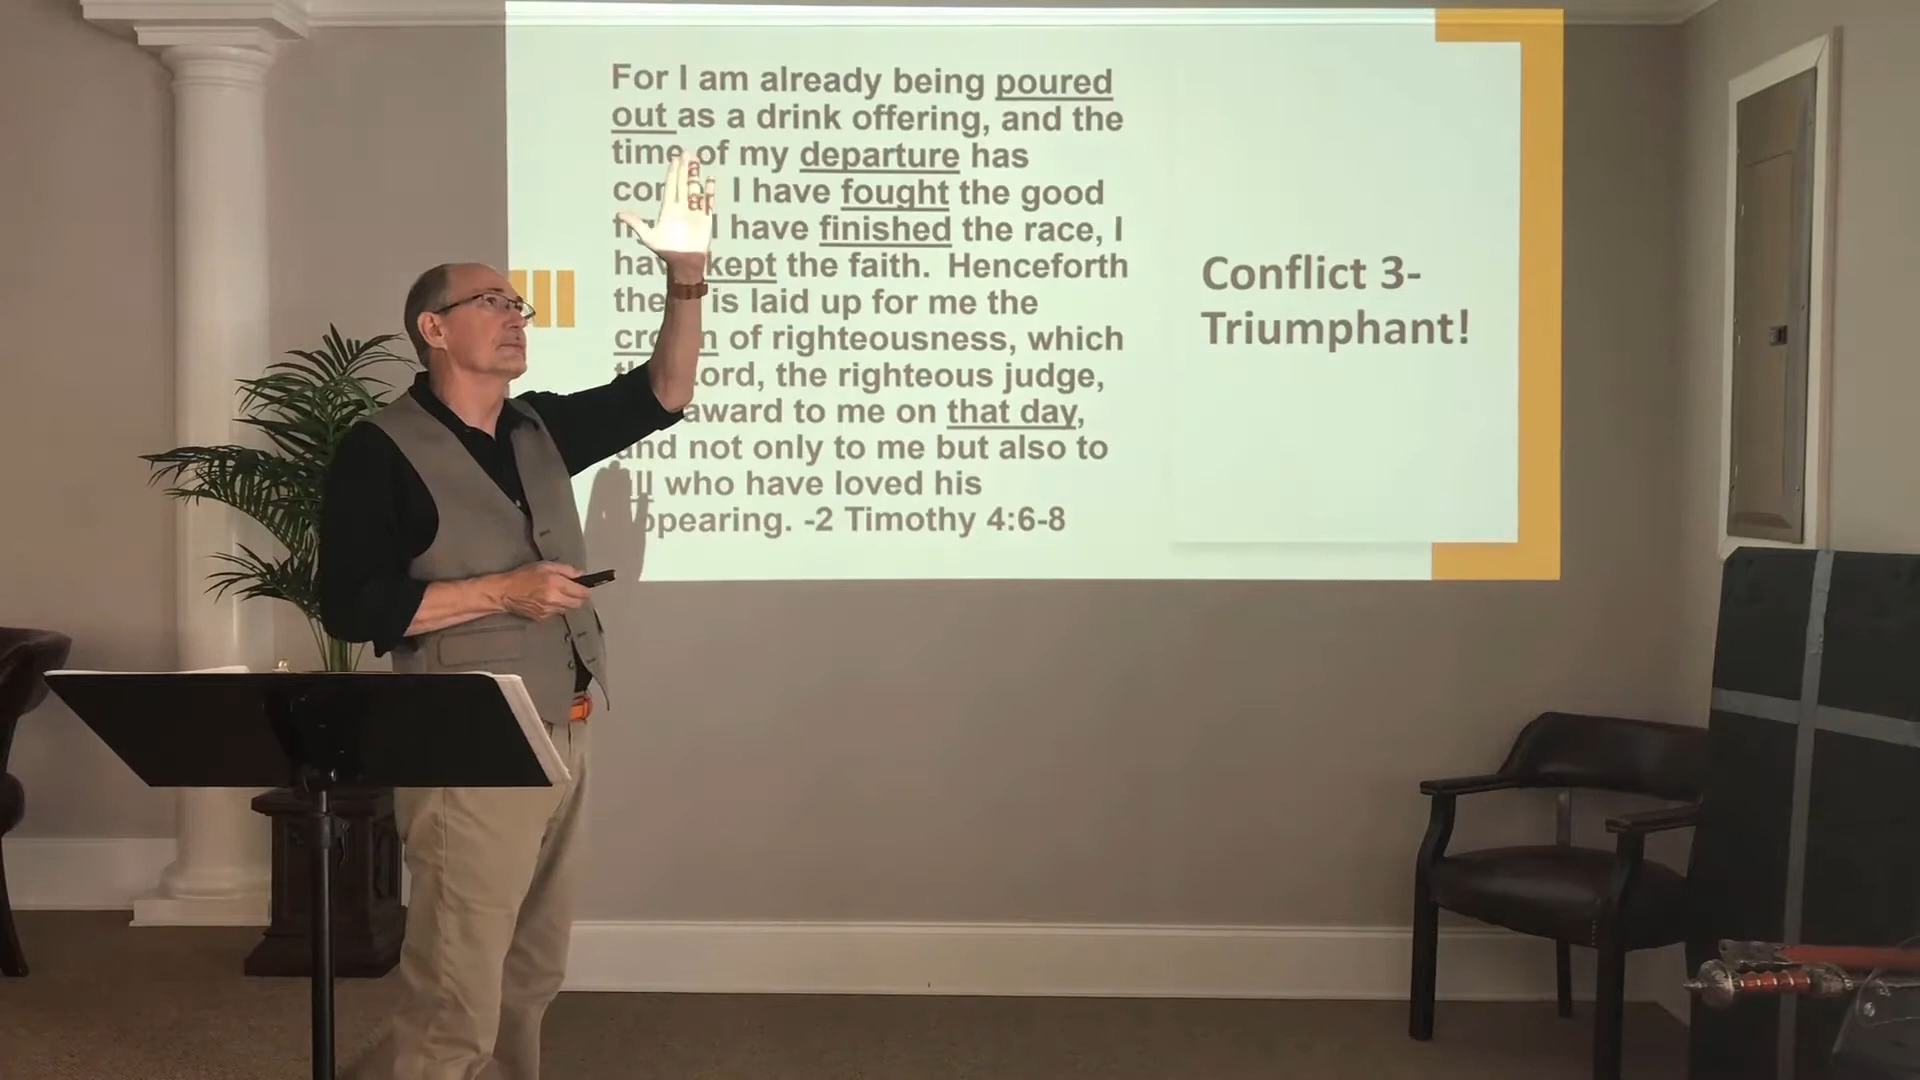 For I am already being poured
out as a drink offering, and the
time of my departure has
I have fought the good
I have finished the race, I
kept the faith. Henceforth
is laid up for me the
of righteousness, which
Lord, the righteous judge,
award to me on that day,
and not only to me but also to
all who have loved his
appearing. -2 Timothy 4:6-8
Conflict 3-
Triumphant!